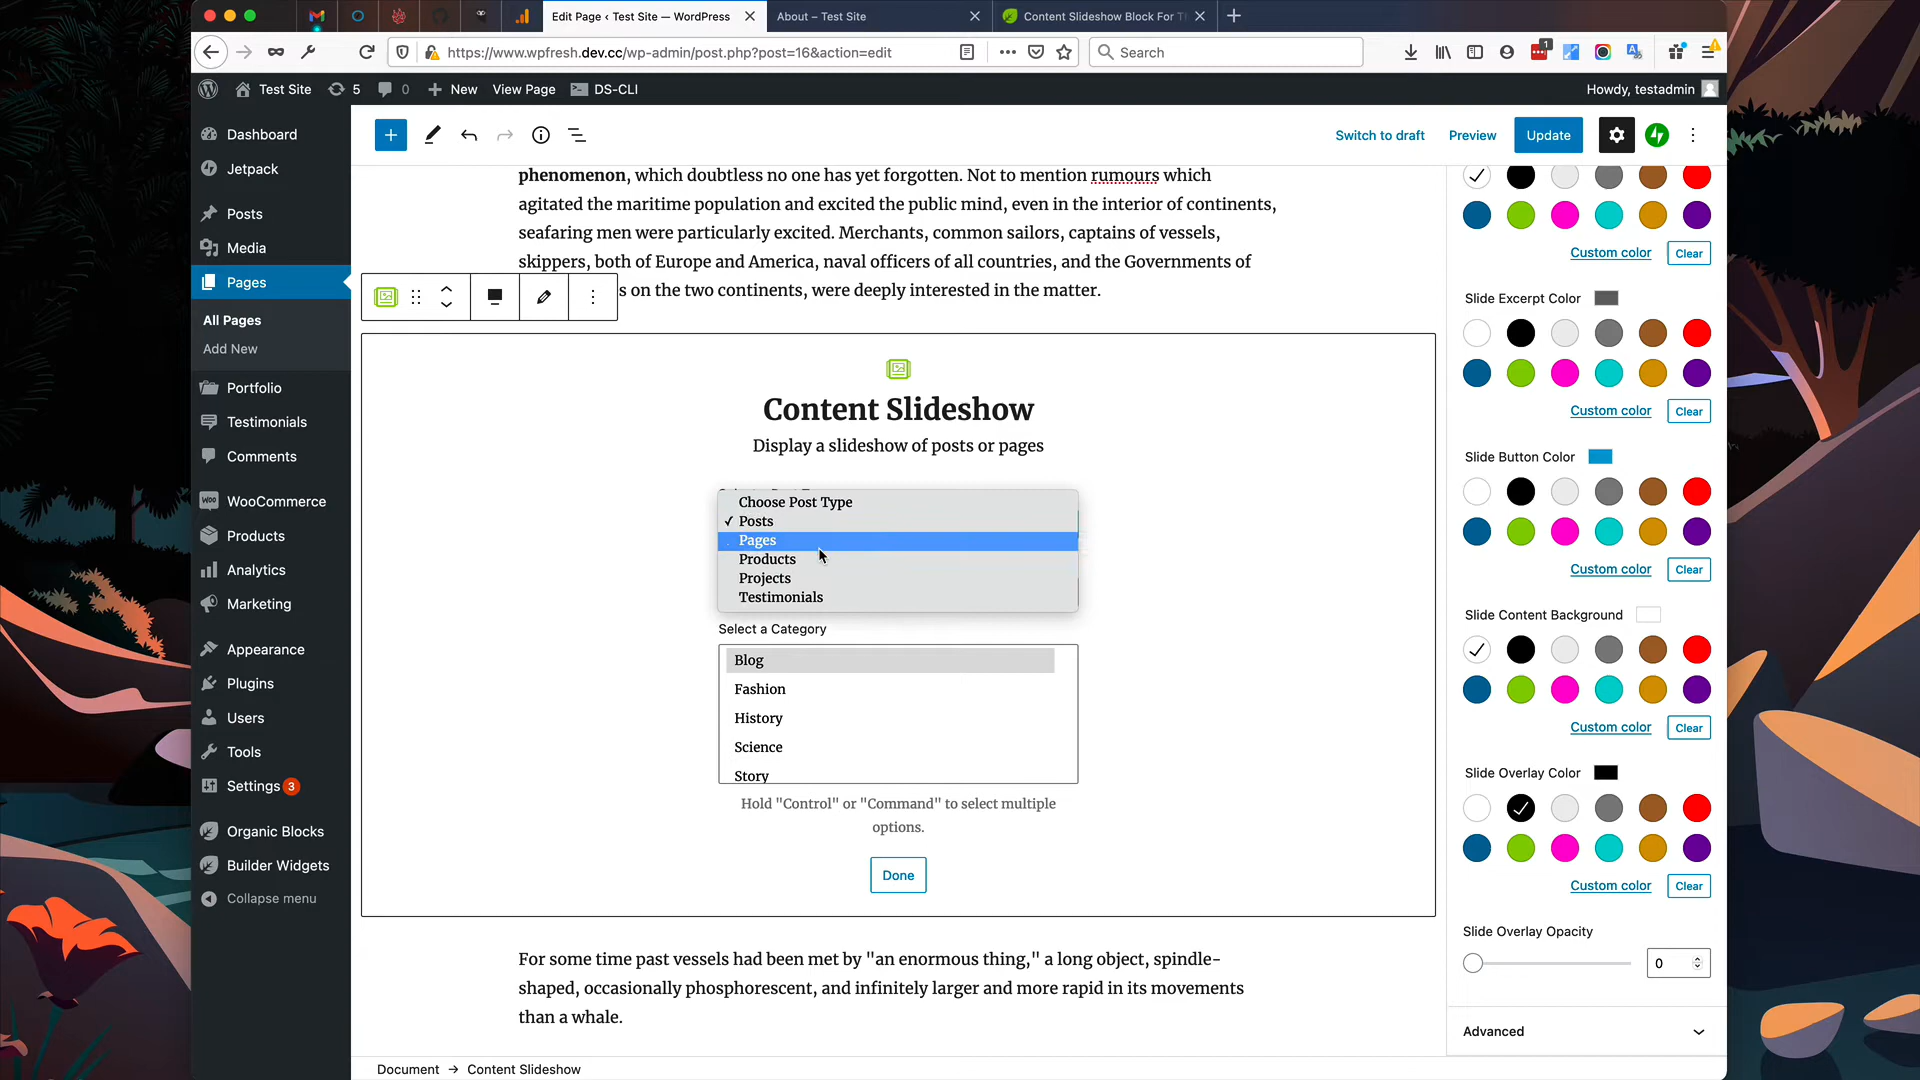 Edit Page ‹ Test Site — WordPress
About – Test Site
Content Slideshow Block For T
https://www.wpfresh.dev.cc/wp-admin/post.php?post=16&action=edit
Search
1
Test Site
5
0
New
View Page
DS-CLI
Howdy, testadmin
Dashboard
Jetpack
Posts
Media
Pages
All Pages
Add New
Portfolio
Testimonials
Comments
WooCommerce
Products
Analytics
Marketing
Appearance
Plugins
Users
Tools
Settings 3
Organic Blocks
Builder Widgets
Collapse menu
Switch to draft
Preview
Update
phenomenon, which doubtless no one has yet forgotten. Not to mention rumours which
agitated the maritime population and excited the public mind, even in the interior of continents,
seafaring men were particularly excited. Merchants, common sailors, captains of vessels,
skippers, both of Europe and America, naval officers of all countries, and the Governments of
s on the two continents, were deeply interested in the matter.
Content Slideshow
Display a slideshow of posts or pages
Choose Post Type
✓ Posts
Pages
Products
Projects
Testimonials
Select a Category
Blog
Fashion
History
Science
Story
Hold "Control" or "Command" to select multiple
options.
Done
For some time past vessels had been met by "an enormous thing," a long object, spindle-
shaped, occasionally phosphorescent, and infinitely larger and more rapid in its movements
than a whale.
Document → Content Slideshow
Custom color
Clear
Slide Excerpt Color
Custom color
Clear
Slide Button Color
Custom color
Clear
Slide Content Background
Custom color
Clear
Slide Overlay Color
Custom color
Clear
Slide Overlay Opacity
0
Advanced